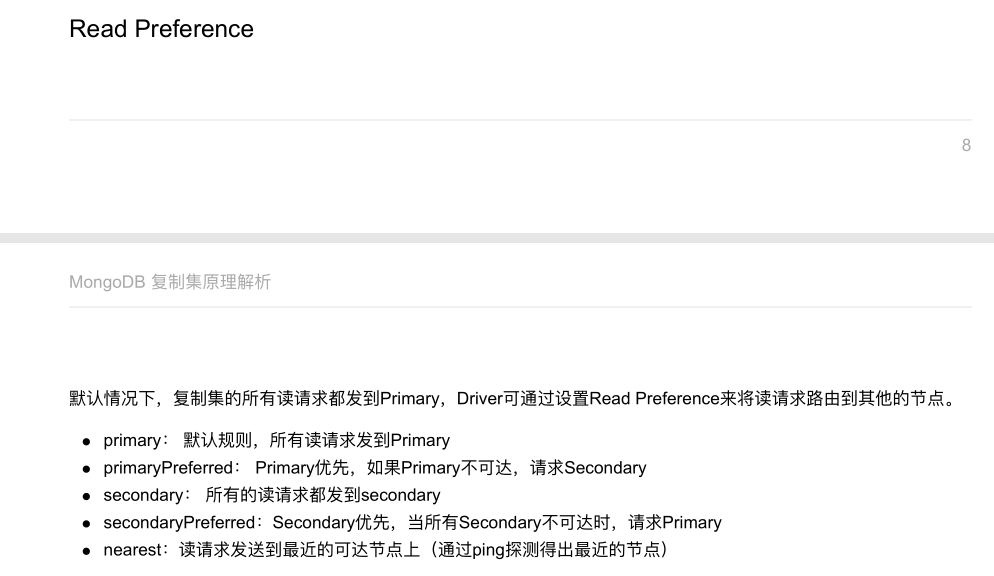 Read Preference
8
MongoDB 复制集原理解析
默认情况下，复制集的所有读请求都发到Primary，Driver可通过设置Read Preference来将读请求路由到其他的节点。
● primary： 默认规则，所有读请求发到Primary
● primaryPreferred： Primary优先，如果Primary不可达，请求Secondary
● secondary： 所有的读请求都发到secondary
● secondaryPreferred：Secondary优先，当所有Secondary不可达时，请求Primary
● nearest：读请求发送到最近的可达节点上（通过ping探测得出最近的节点）